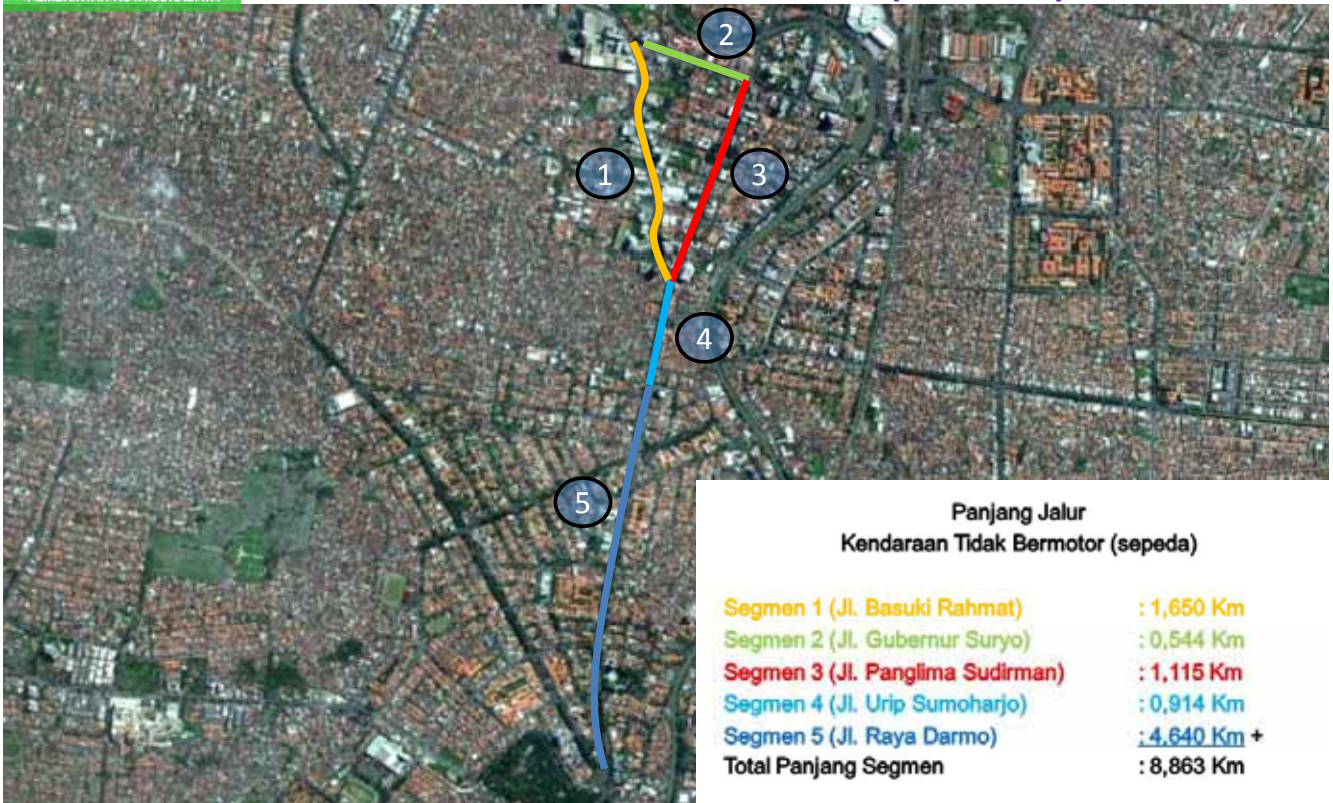 2
1
3
4
5
Panjang Jalur
Kendaraan Tidak Bermotor (sepeda)
Segmen 1 (Jl. Basuki Rahmat) : 1,650 Km
Segmen 2 (Jl. Gubernur Suryo) : 0,544 Km
Segmen 3 (Jl. Panglima Sudirman) : 1,115 Km
Segmen 4 (Jl. Urip Sumoharjo) : 0,914 Km
Segmen 5 (Jl. Raya Darmo) : 4,640 Km +
Total Panjang Segmen : 8,863 Km